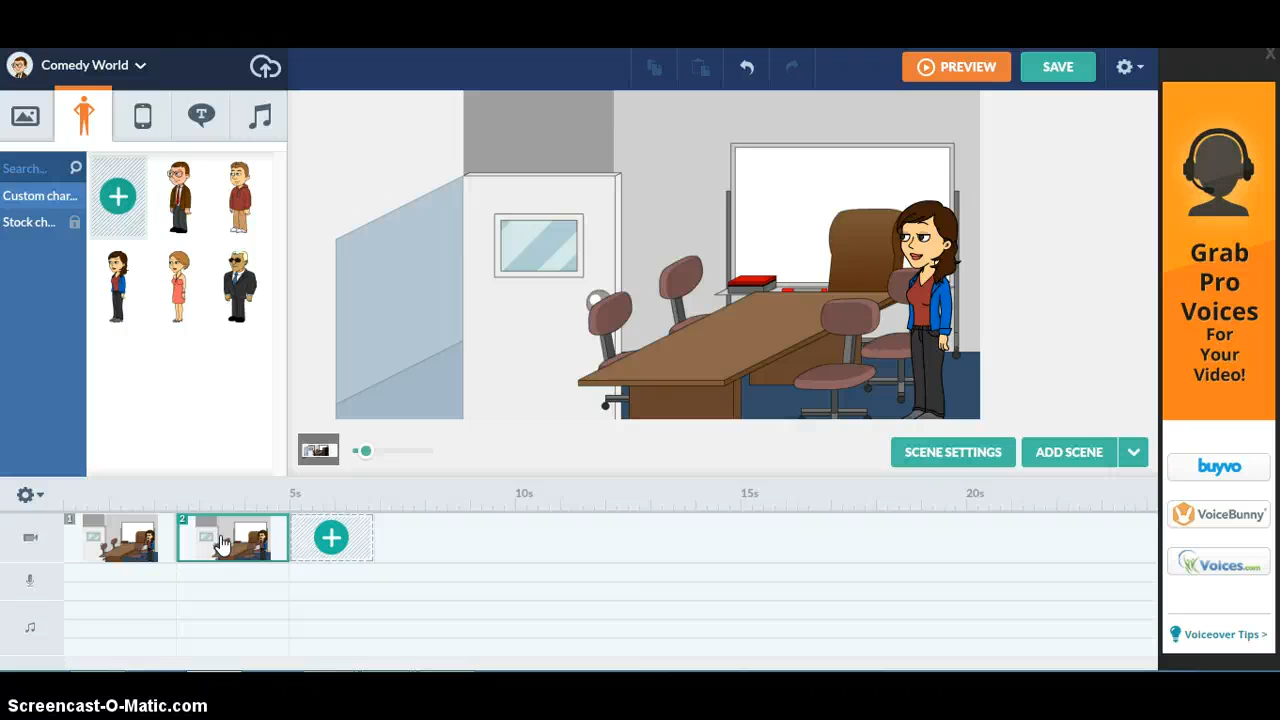 Comedy World
PREVIEW
SAVE
X
T
Search...
Custom char...
Stock ch...
Grab
Pro
Voices
For
Your
Video!
SCENE SETTINGS
ADD SCENE
buyvo
VoiceBunny
Voices.com
Voiceover Tips >
5s
10s
15s
20s
1
2
Screencast-O-Matic.com